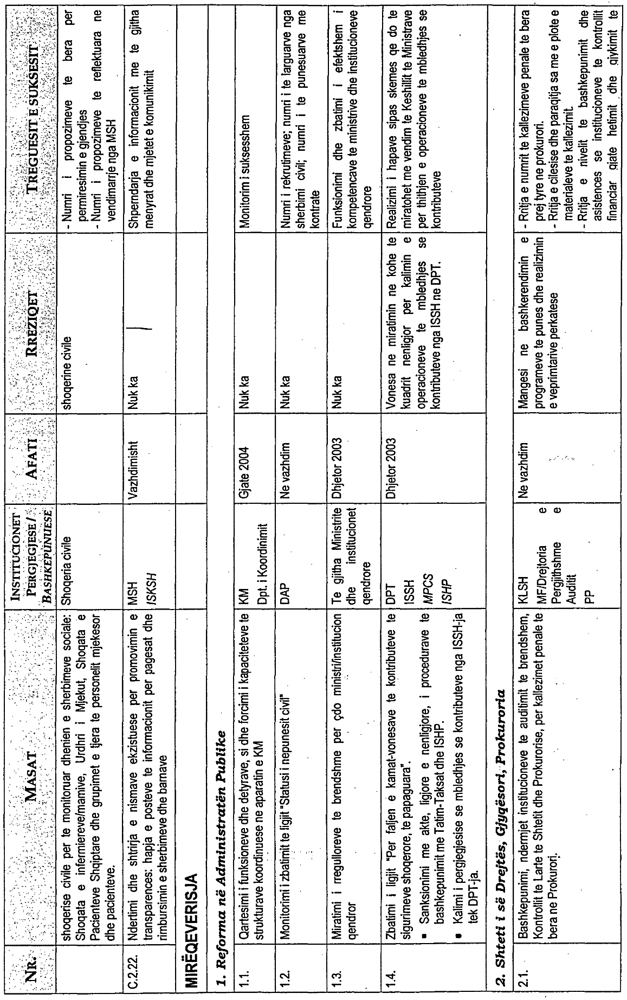 NR.
MASAT
INSTITUCIONET
PERGJEGJESE /
BASHKEPUNUESE
AFATI
RREZIQET
TREGUESIT E SUKSESIT
shoqerise civile per te monitoruar dhenien e sherbimeve sociale:
Shoqata e infermiereve/mamive, Urdhri i Mjekut, Shoqata e
Pacienteve Shqiptare dhe grupimet e tjera te personelit mjekesor
dhe pacienteve.
Shoqeria civile
shoqerine civile
- Numri i propozimeve te bera per
permiresimin e gjendjes
- Numri i propozimeve te reflektuara ne
vendimarrje nga MSH
C.2.22.
Ndertimi dhe shtrirja e nismave ekzistuese per promovimin e
transparences: hapja e posteve te informacionit per pagesat dhe
rimbursimin e sherbimeve dhe barnave
MSH
ISKSH
Vazhdimisht
Nuk ka
Shperndarja e informacionit me te gjitha
menyrat dhe mjetet e komunikimit
MIRËQEVERISJA
1. Reforma në Administratën Publike
1.1.
Qartesimi i funksioneve dhe detyrave, si dhe forcimi i kapaciteteve te
strukturave koordinuese ne aparatin e KM
KM
Dpt. i Koordinimit
Gjate 2004
Nuk ka
Monitorim i suksesshem
1.2.
Monitorimi i zbatimit te ligjit "Statusi i nepunesit civil"
DAP
Ne vazhdim
Nuk ka
Numri i rekrutimeve; numri i te larguarve nga
sherbimi civil; numri i te punesuarve me
kontrate
1.3.
Miratimi i rregulloreve te brendshme per çdo ministri/institucion
qendror
Te gjitha Ministrite
dhe institucionet
qendrore
Dhjetor 2003
Nuk ka
Funksionimi dhe zbatimi i efektshem i
kompetencave te ministrive dhe institucioneve
qendrore
1.4.
Zbatimi i ligjit "Per faljen e kamat-vonesave te kontributeve te
sigurimeve shoqerore, te papaguara".
▪ Sanksionimi me akte, ligjore e nenligjore, i procedurave te
bashkepunimit me Tatim-Taksat dhe ISHP.
• Kalimi i pergjegjesise se mbledhjes se kontributeve nga ISSH-ja
tek DPT-ja.
DPT
ISSH
MPCS
ISHP
Dhjetor 2003
Vonesa ne miratimin ne kohe te
kuadrit nenligjor per kalimin e
operacioneve te mbledhjes se
kontributeve nga ISSH ne DPT.
Realizimi i hapave sipas skemes qe do te
miratohet me vendim te Keshillit te Ministrave
per thithjen e operacioneve te mbledhjes se
kontributeve
2. Shteti i së Drejtës, Gjyqësori, Prokuroria
2.1.
Bashkepunimi, ndermjet institucioneve te auditimit te brendshem,
Kontrollit te Larte te Shtetit dhe Prokurorise, per kallezimet penale te
bera ne Prokurorj.
KLSH
MF/Drejtoria e
Pergjithshme e
Auditit
PP
Ne vazhdim
Mangesi ne bashkerendimin e
programeve te punes dhe realizimin
e veprimtarive perkatese
- Rritja e numrit te kallezimeve penale te bera
prej tyre ne prokurori.
- Rritja e cilesise dhe paraqitja sa me e plote e
materialeve te kallezimit.
- Rritja e nivelit te bashkepunimit dhe
asistences se institucioneve te kontrollit
financiar gjate hetimit dhe gjykimit te